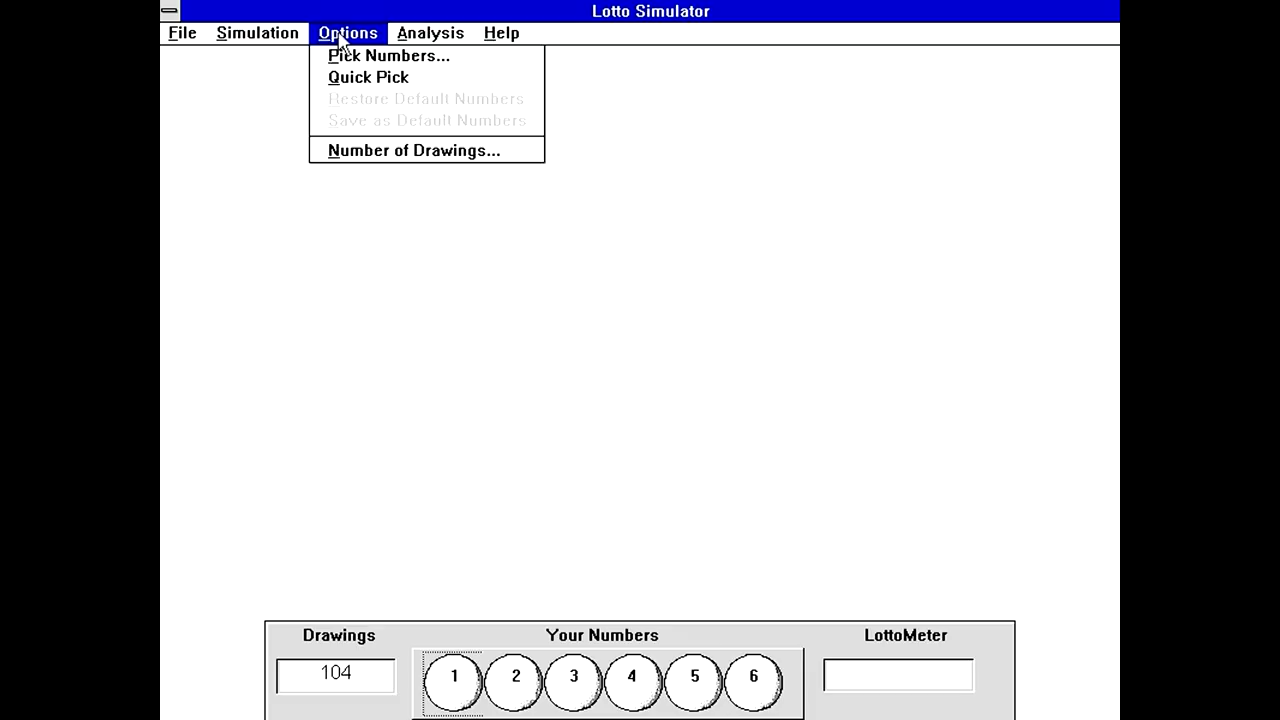 Lotto Simulator
File Simulation Options Analysis Help
Pick Numbers...
Quick Pick
Restore Default Numbers
Save as Default Numbers
Number of Drawings...
Drawings Your Numbers LottoMeter
104 1 2 3 4 5 6